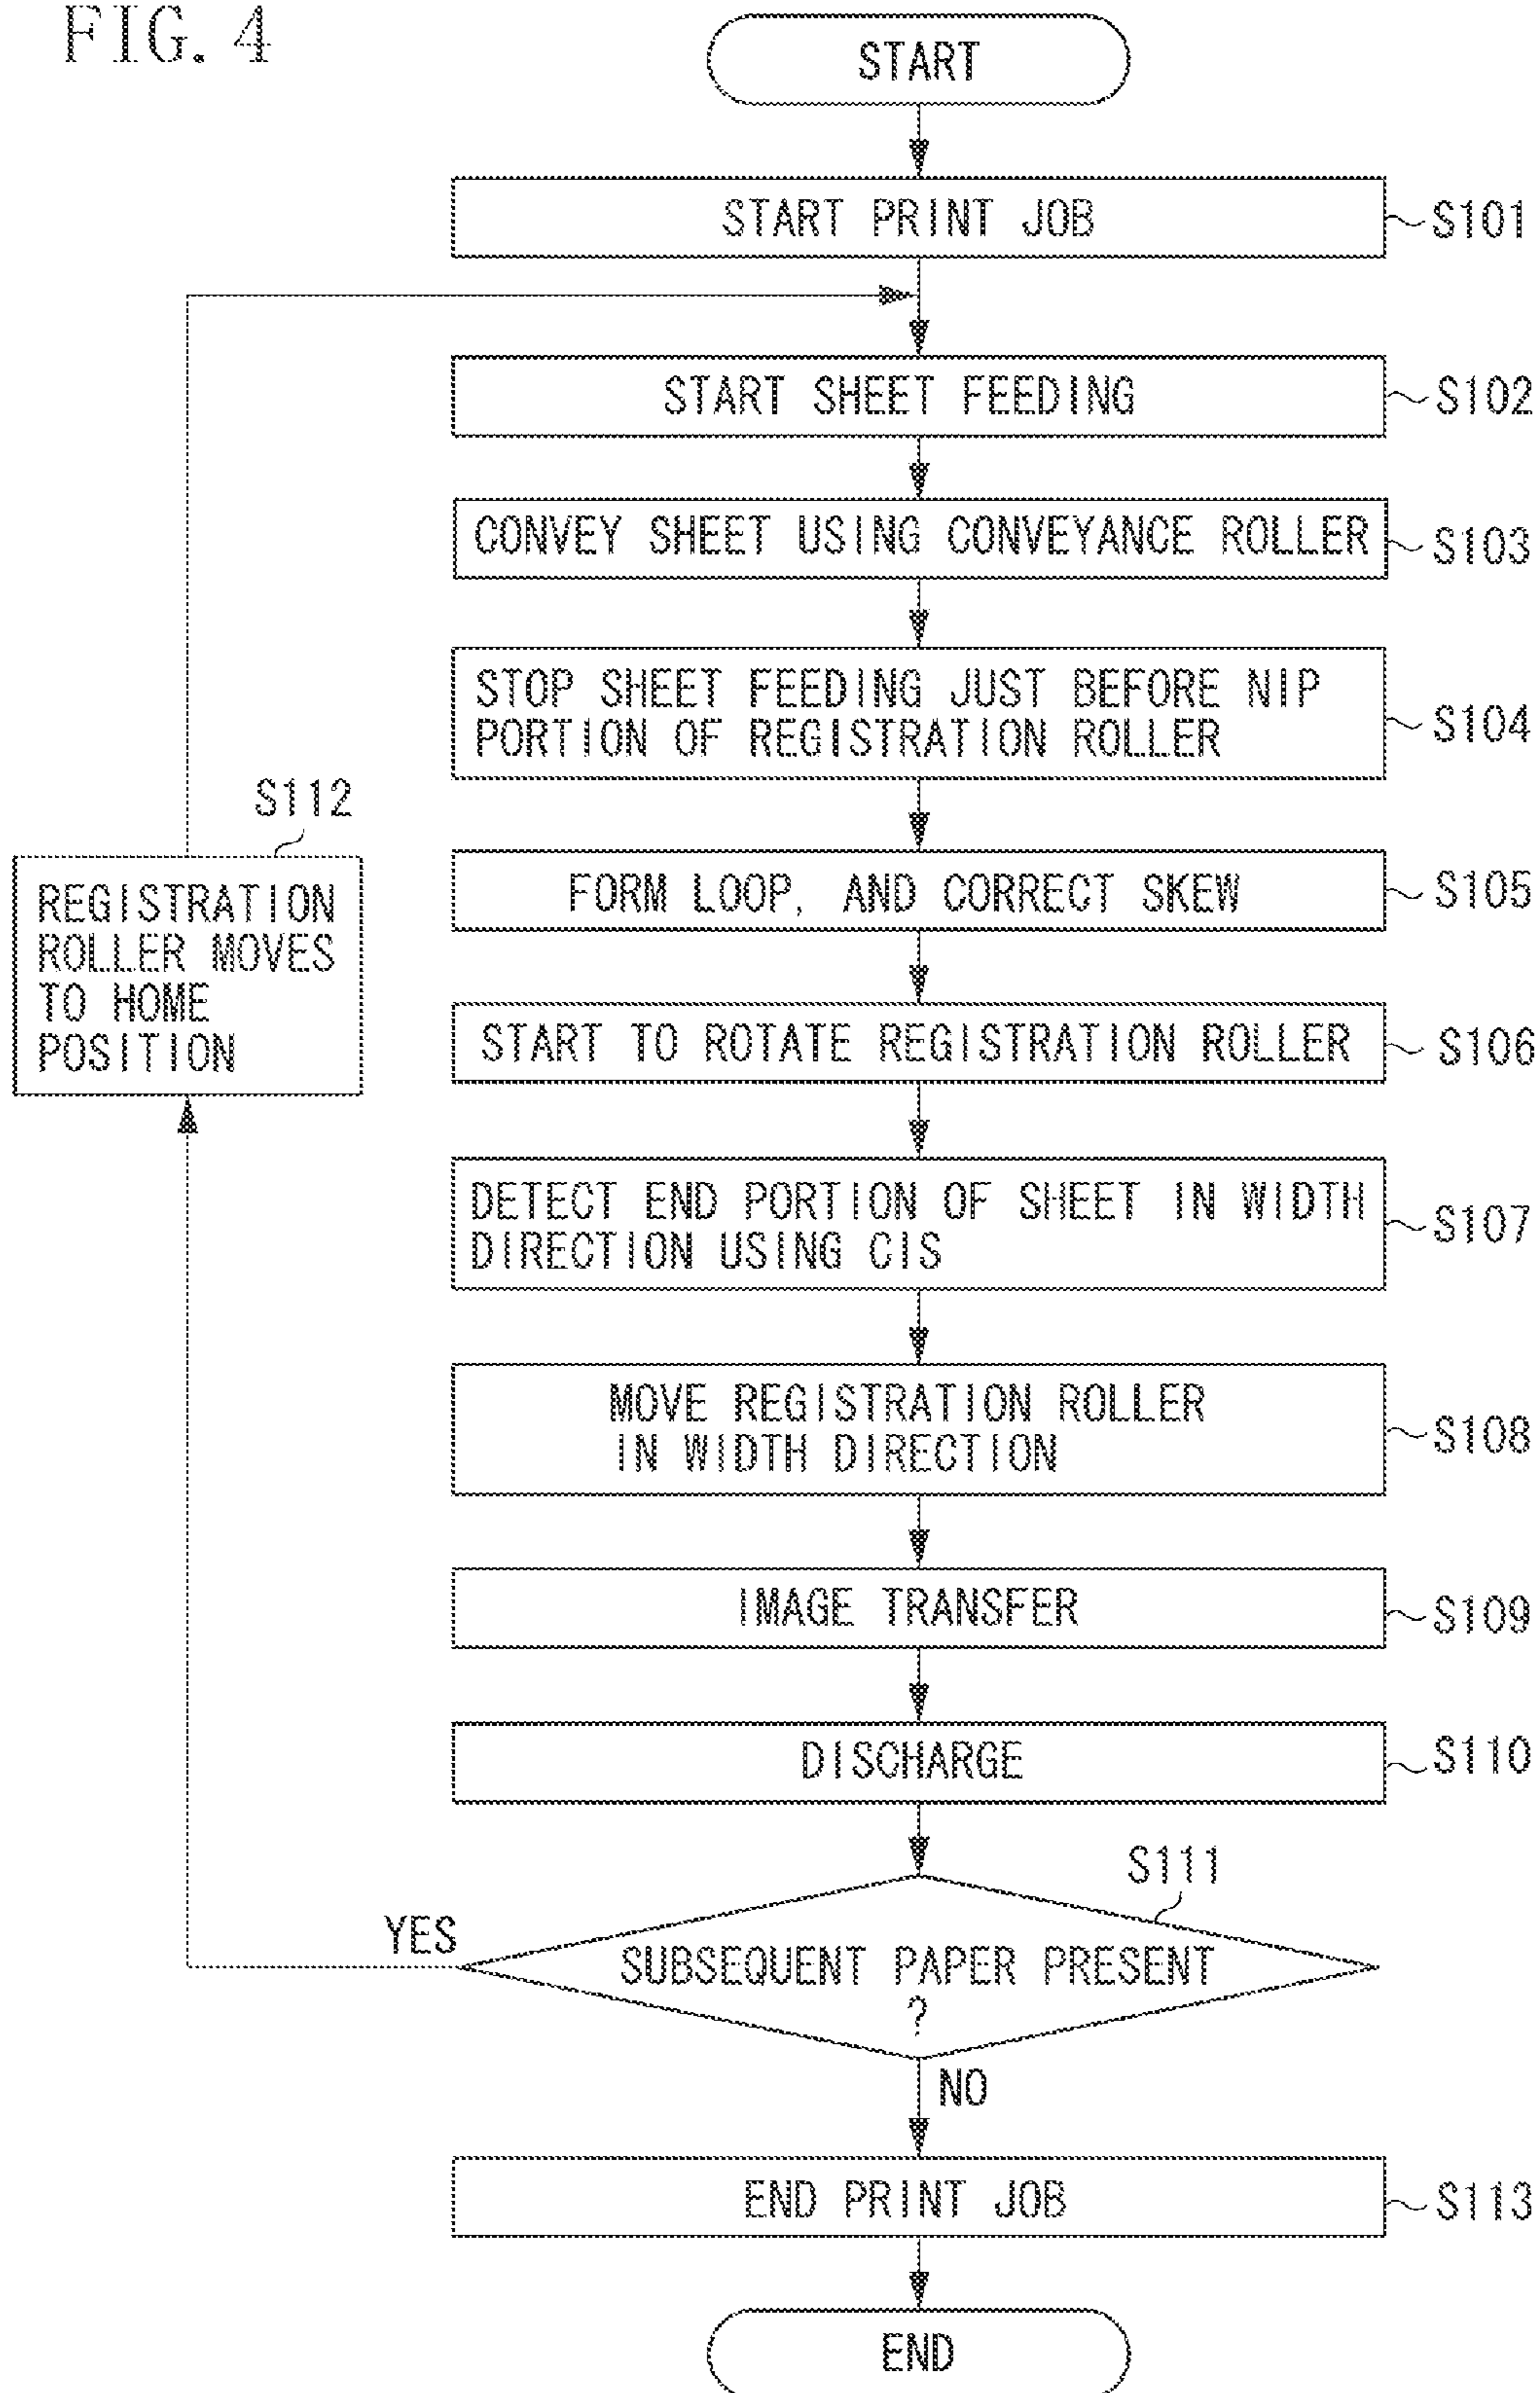 FIG. 4
START
START PRINT JOB
S101
START SHEET FEEDING
S102
CONVEY SHEET USING CONVEYANCE ROLLER
S103
STOP SHEET FEEDING JUST BEFORE NIP
PORTION OF REGISTRATION ROLLER
S104
S112
REGISTRATION
ROLLER MOVES
TO HOME
POSITION
FORM LOOP, AND CORRECT SKEW
S105
START TO ROTATE REGISTRATION ROLLER
S106
DETECT END PORTION OF SHEET IN WIDTH
DIRECTION USING CIS
S107
MOVE REGISTRATION ROLLER
IN WIDTH DIRECTION
S108
IMAGE TRANSFER
S109
DISCHARGE
S110
S111
YES
SUBSEQUENT PAPER PRESENT
?
NO
END PRINT JOB
S113
END